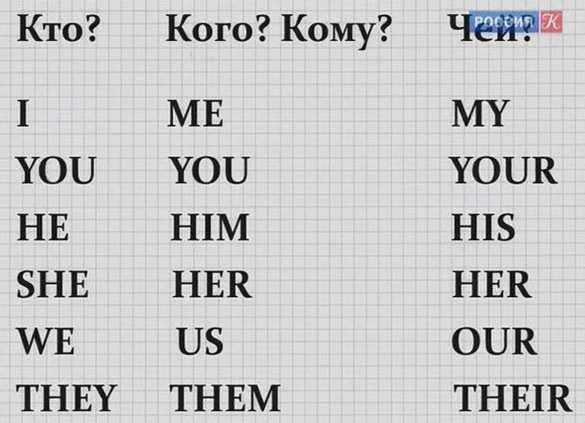 Кто? Кого? Кому? Чей?
РОССИЯ К
I ME MY
YOU YOU YOUR
HE HIM HIS
SHE HER HER
WE US OUR
THEY THEM THEIR